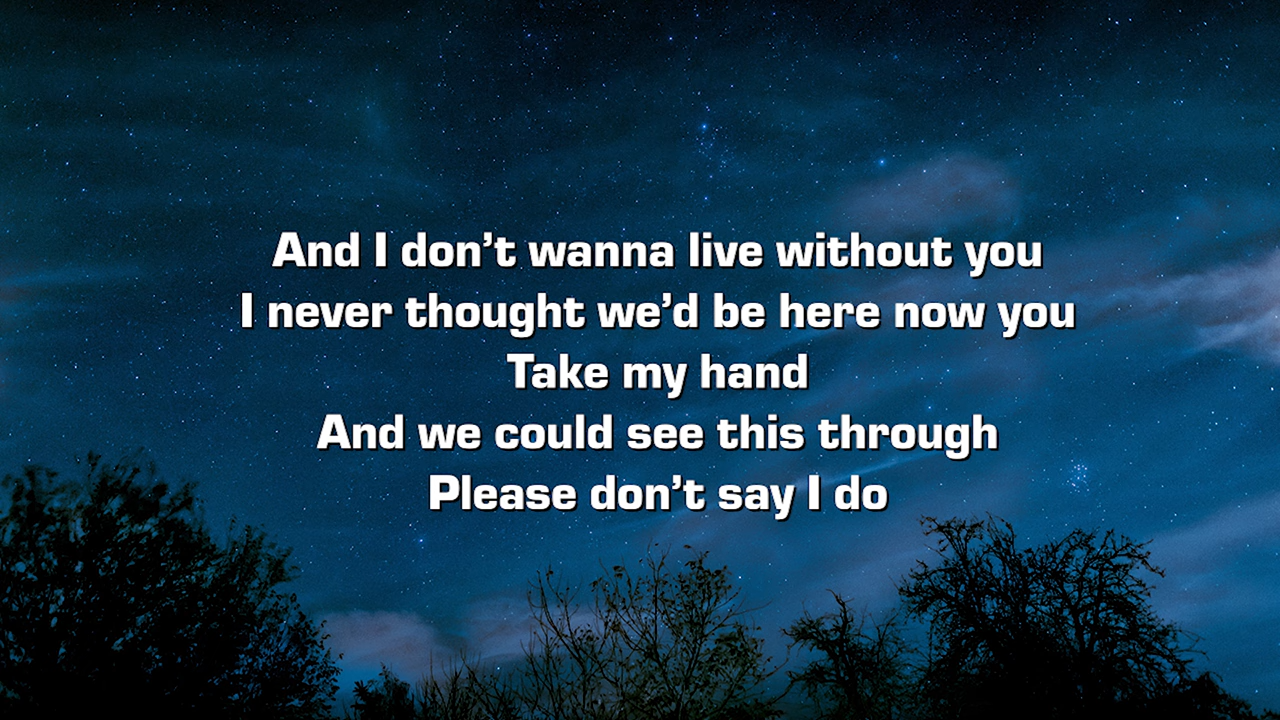 And I don’t wanna live without you
I never thought we’d be here now you
Take my hand
And we could see this through
Please don’t say I do